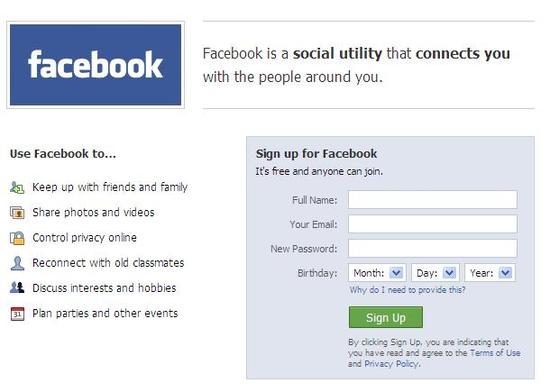 facebook
Facebook is a social utility that connects you
with the people around you.
Use Facebook to...
Keep up with friends and family
Share photos and videos
Control privacy online
Reconnect with old classmates
Discuss interests and hobbies
31 Plan parties and other events
Sign up for Facebook
It's free and anyone can join.
Full Name:
Your Email:
New Password:
Birthday: Month: Day: Year:
Why do I need to provide this?
Sign Up
By clicking Sign Up, you are indicating that
you have read and agree to the Terms of Use
and Privacy Policy.